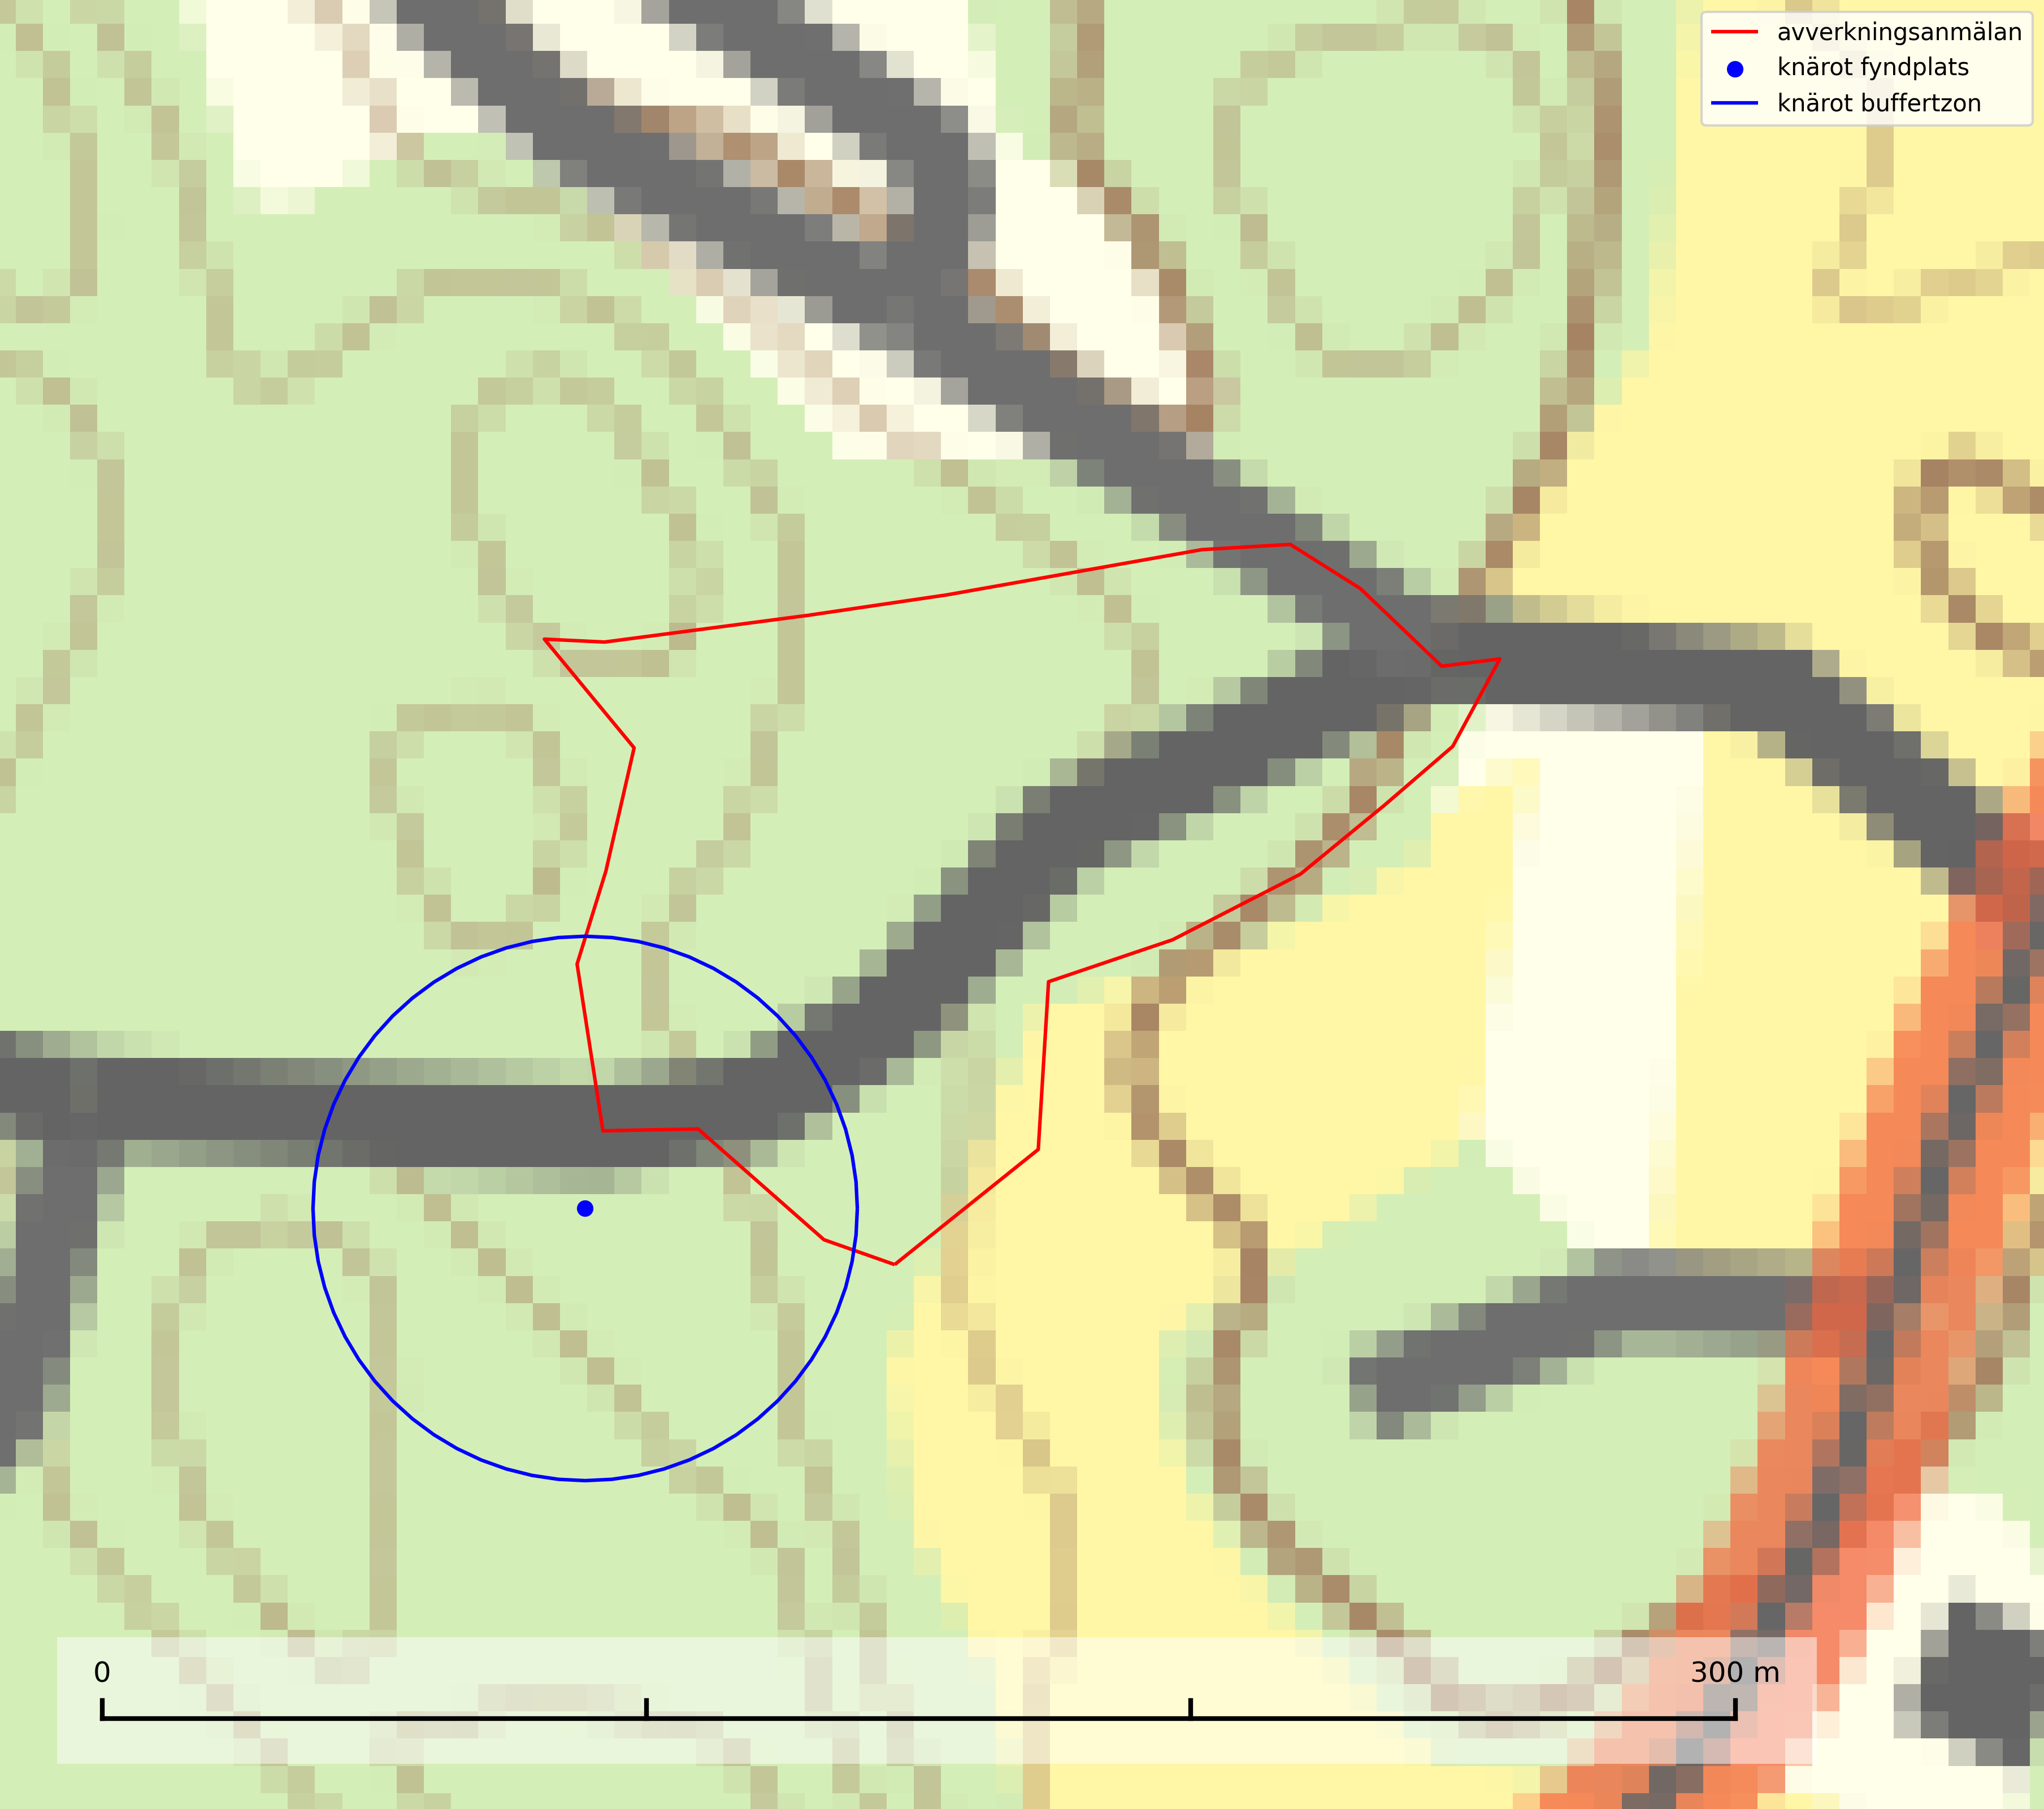 avverkningsanmälan
knärot fyndplats
knärot buffertzon
0 300 m